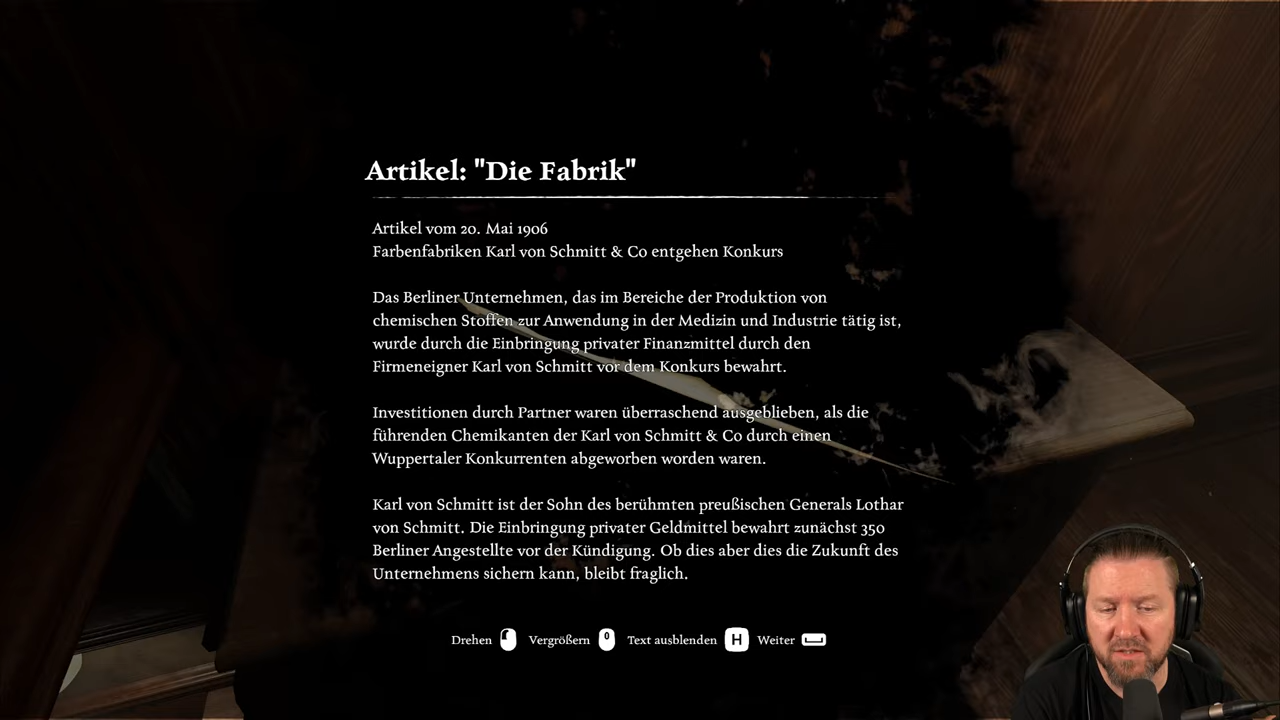 Artikel: "Die Fabrik"
Artikel vom 20. Mai 1906
Farbenfabriken Karl von Schmitt & Co entgehen Konkurs
Das Berliner Unternehmen, das im Bereiche der Produktion von
chemischen Stoffen zur Anwendung in der Medizin und Industrie tätig ist,
wurde durch die Einbringung privater Finanzmittel durch den
Firmeneigner Karl von Schmitt vor dem Konkurs bewahrt.
Investitionen durch Partner waren überraschend ausgeblieben, als die
führenden Chemikanten der Karl von Schmitt & Co durch einen
Wuppertaler Konkurrenten abgeworben worden waren.
Karl von Schmitt ist der Sohn des berühmten preußischen Generals Lothar
von Schmitt. Die Einbringung privater Geldmittel bewahrt zunächst 350
Berliner Angestellte vor der Kündigung. Ob dies aber dies die Zukunft des
Unternehmens sichern kann, bleibt fraglich.
Drehen Vergrößern 0 Text ausblenden H Weiter